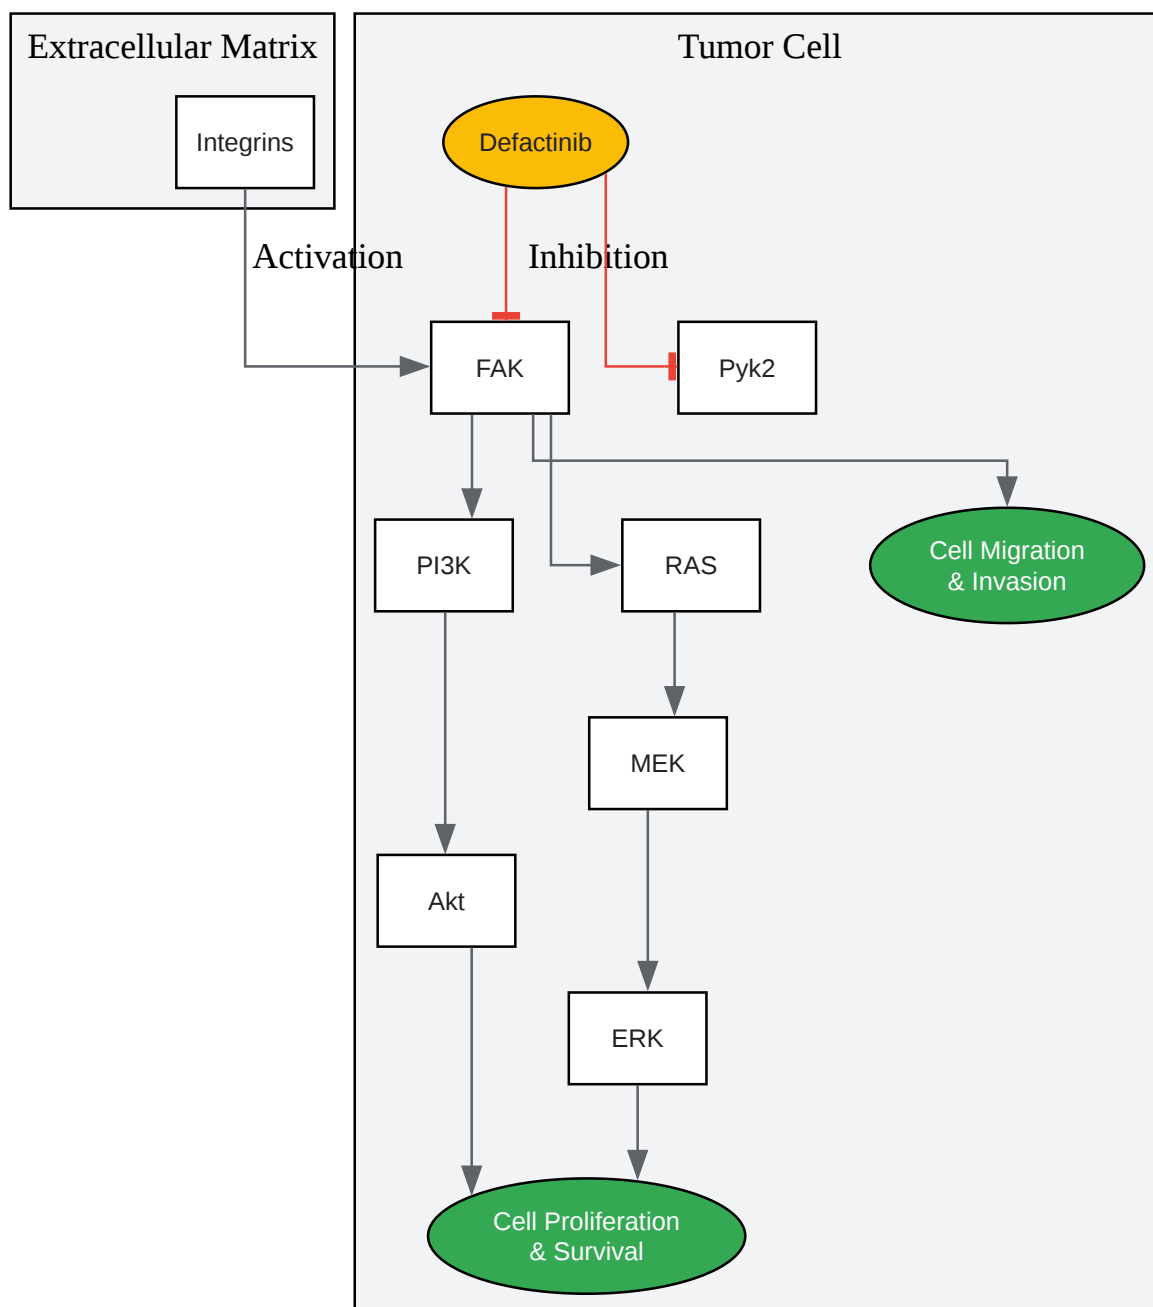 Extracellular Matrix
Tumor Cell
Integrins
Defactinib
Activation
Inhibition
FAK
Pyk2
PI3K
RAS
Cell Migration
& Invasion
MEK
Akt
ERK
Cell Proliferation
& Survival